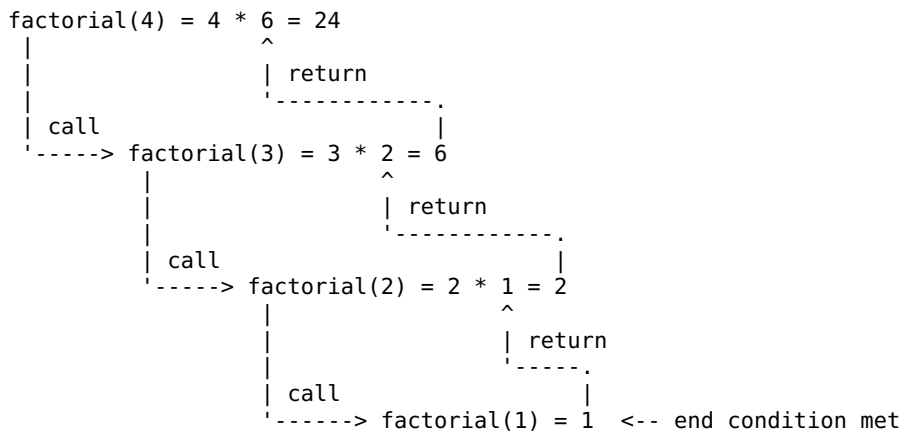 factorial(4) = 4 * 6 = 24
return
call
factorial(3) = 3 * 2 = 6
return
call
factorial(2) = 2 * 1 = 2
return
call
factorial(1) = 1 <-- end condition met